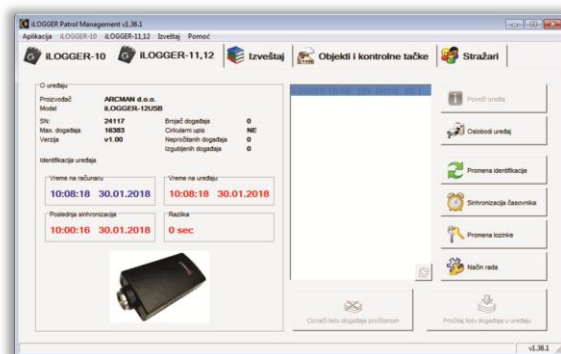 iLOGGER Patrol Management v1.36.1
Aplikacija iLOGGER-10 iLOGGER-11,12 Izveštaj Pomoć
iLOGGER-10 iLOGGER-11,12 Izveštaj Objekti i kontrolne tačke Stražari
O uređaju
Proizvođač ARCMAN d.o.o.
Model iLOGGER-12USB
SN: 24117 Brojač događaja 0
Max. događaja 16383 Cirkularni upis NE
Verzija v1.00 Nepročitanih događaja 0
Izgubljenih događaja 0
Identifikacija uređaja
Vreme na računaru
10:08:18 30.01.2018
Vreme na uređaju
10:08:18 30.01.2018
Poslednja sinhronizacija
10:00:16 30.01.2018
Razlika
0 sec
Poveži uređaj
Oslobodi uređaj
Promena identifikacije
Sinhronizacija časovnika
Promena lozinke
Način rada
Označi listu događaja pročitanom
Pročitaj listu događaja u uređaju
v1.36.1